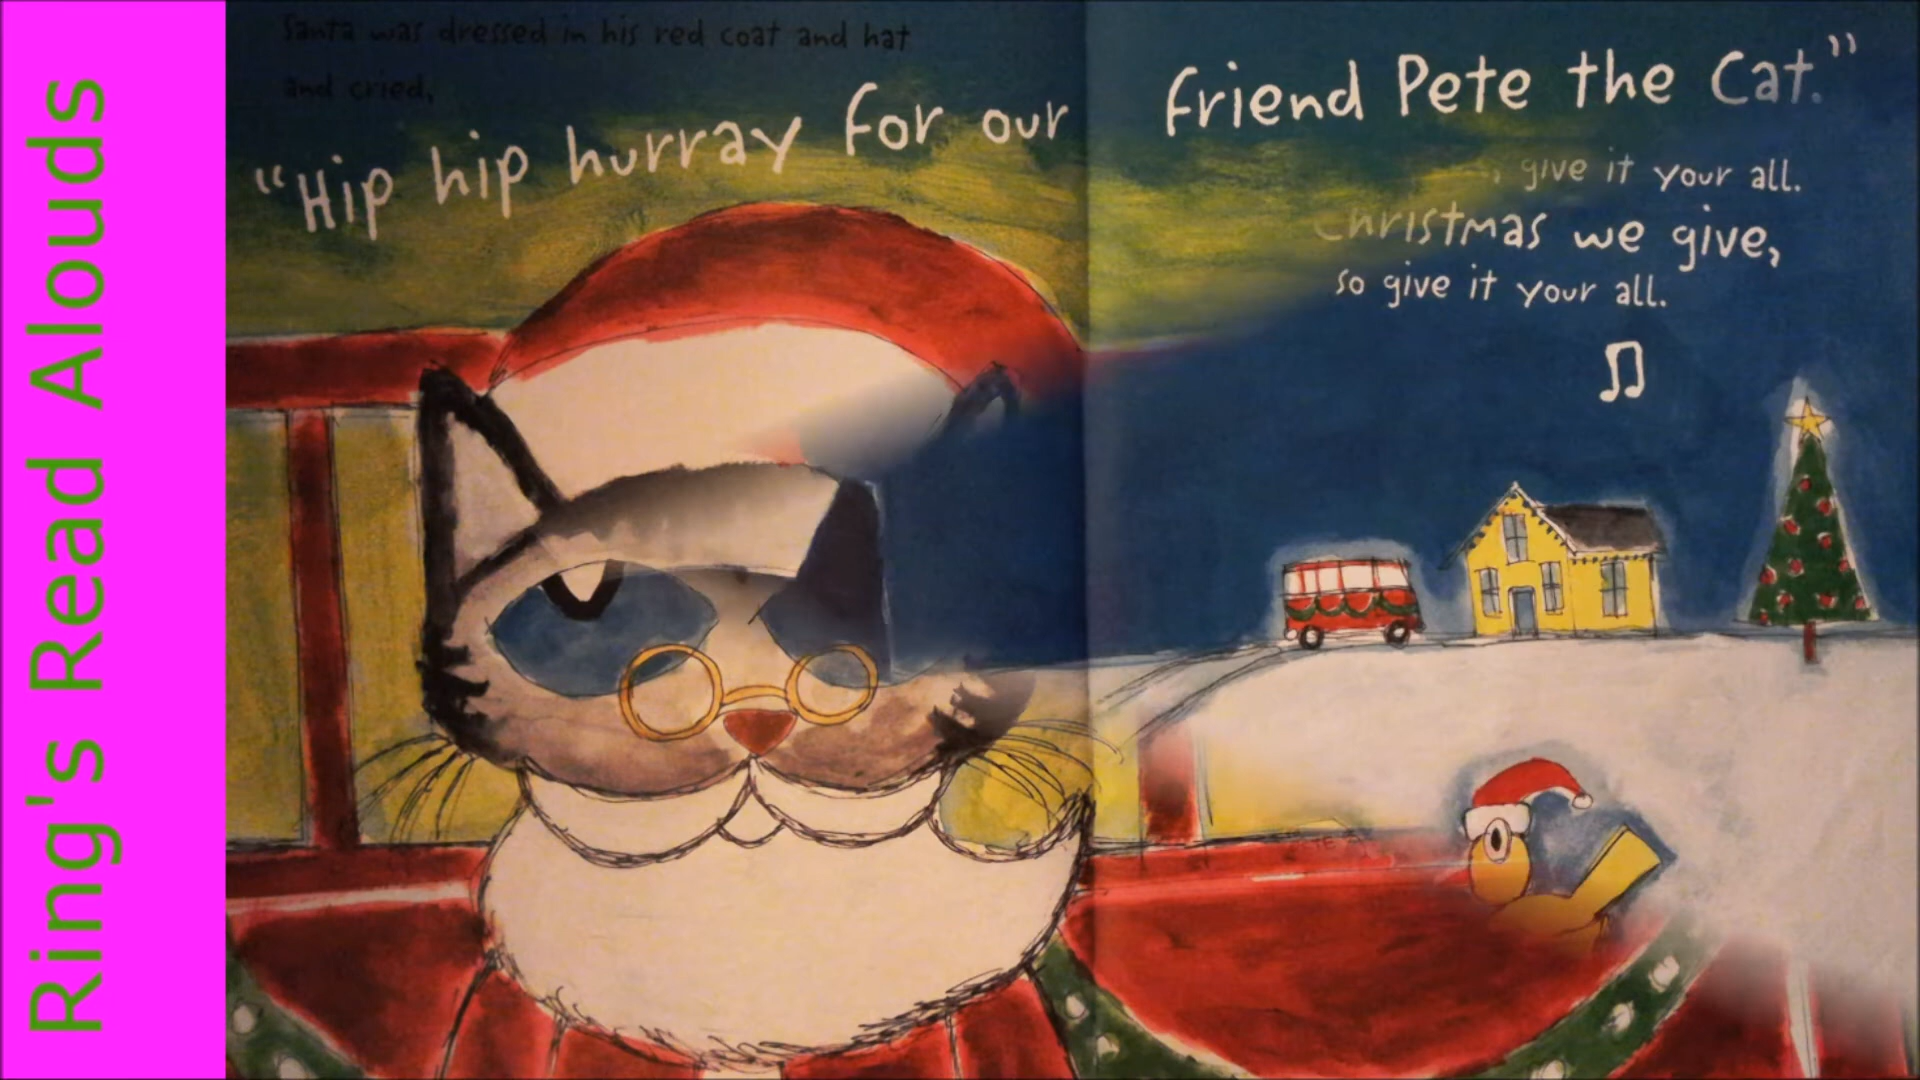 Ring's Read Alouds
Santa was dressed in his red coat and hat
and cried,
"Hip hip hurray for our friend Pete the Cat."
give it your all.
Christmas we give,
so give it your all.